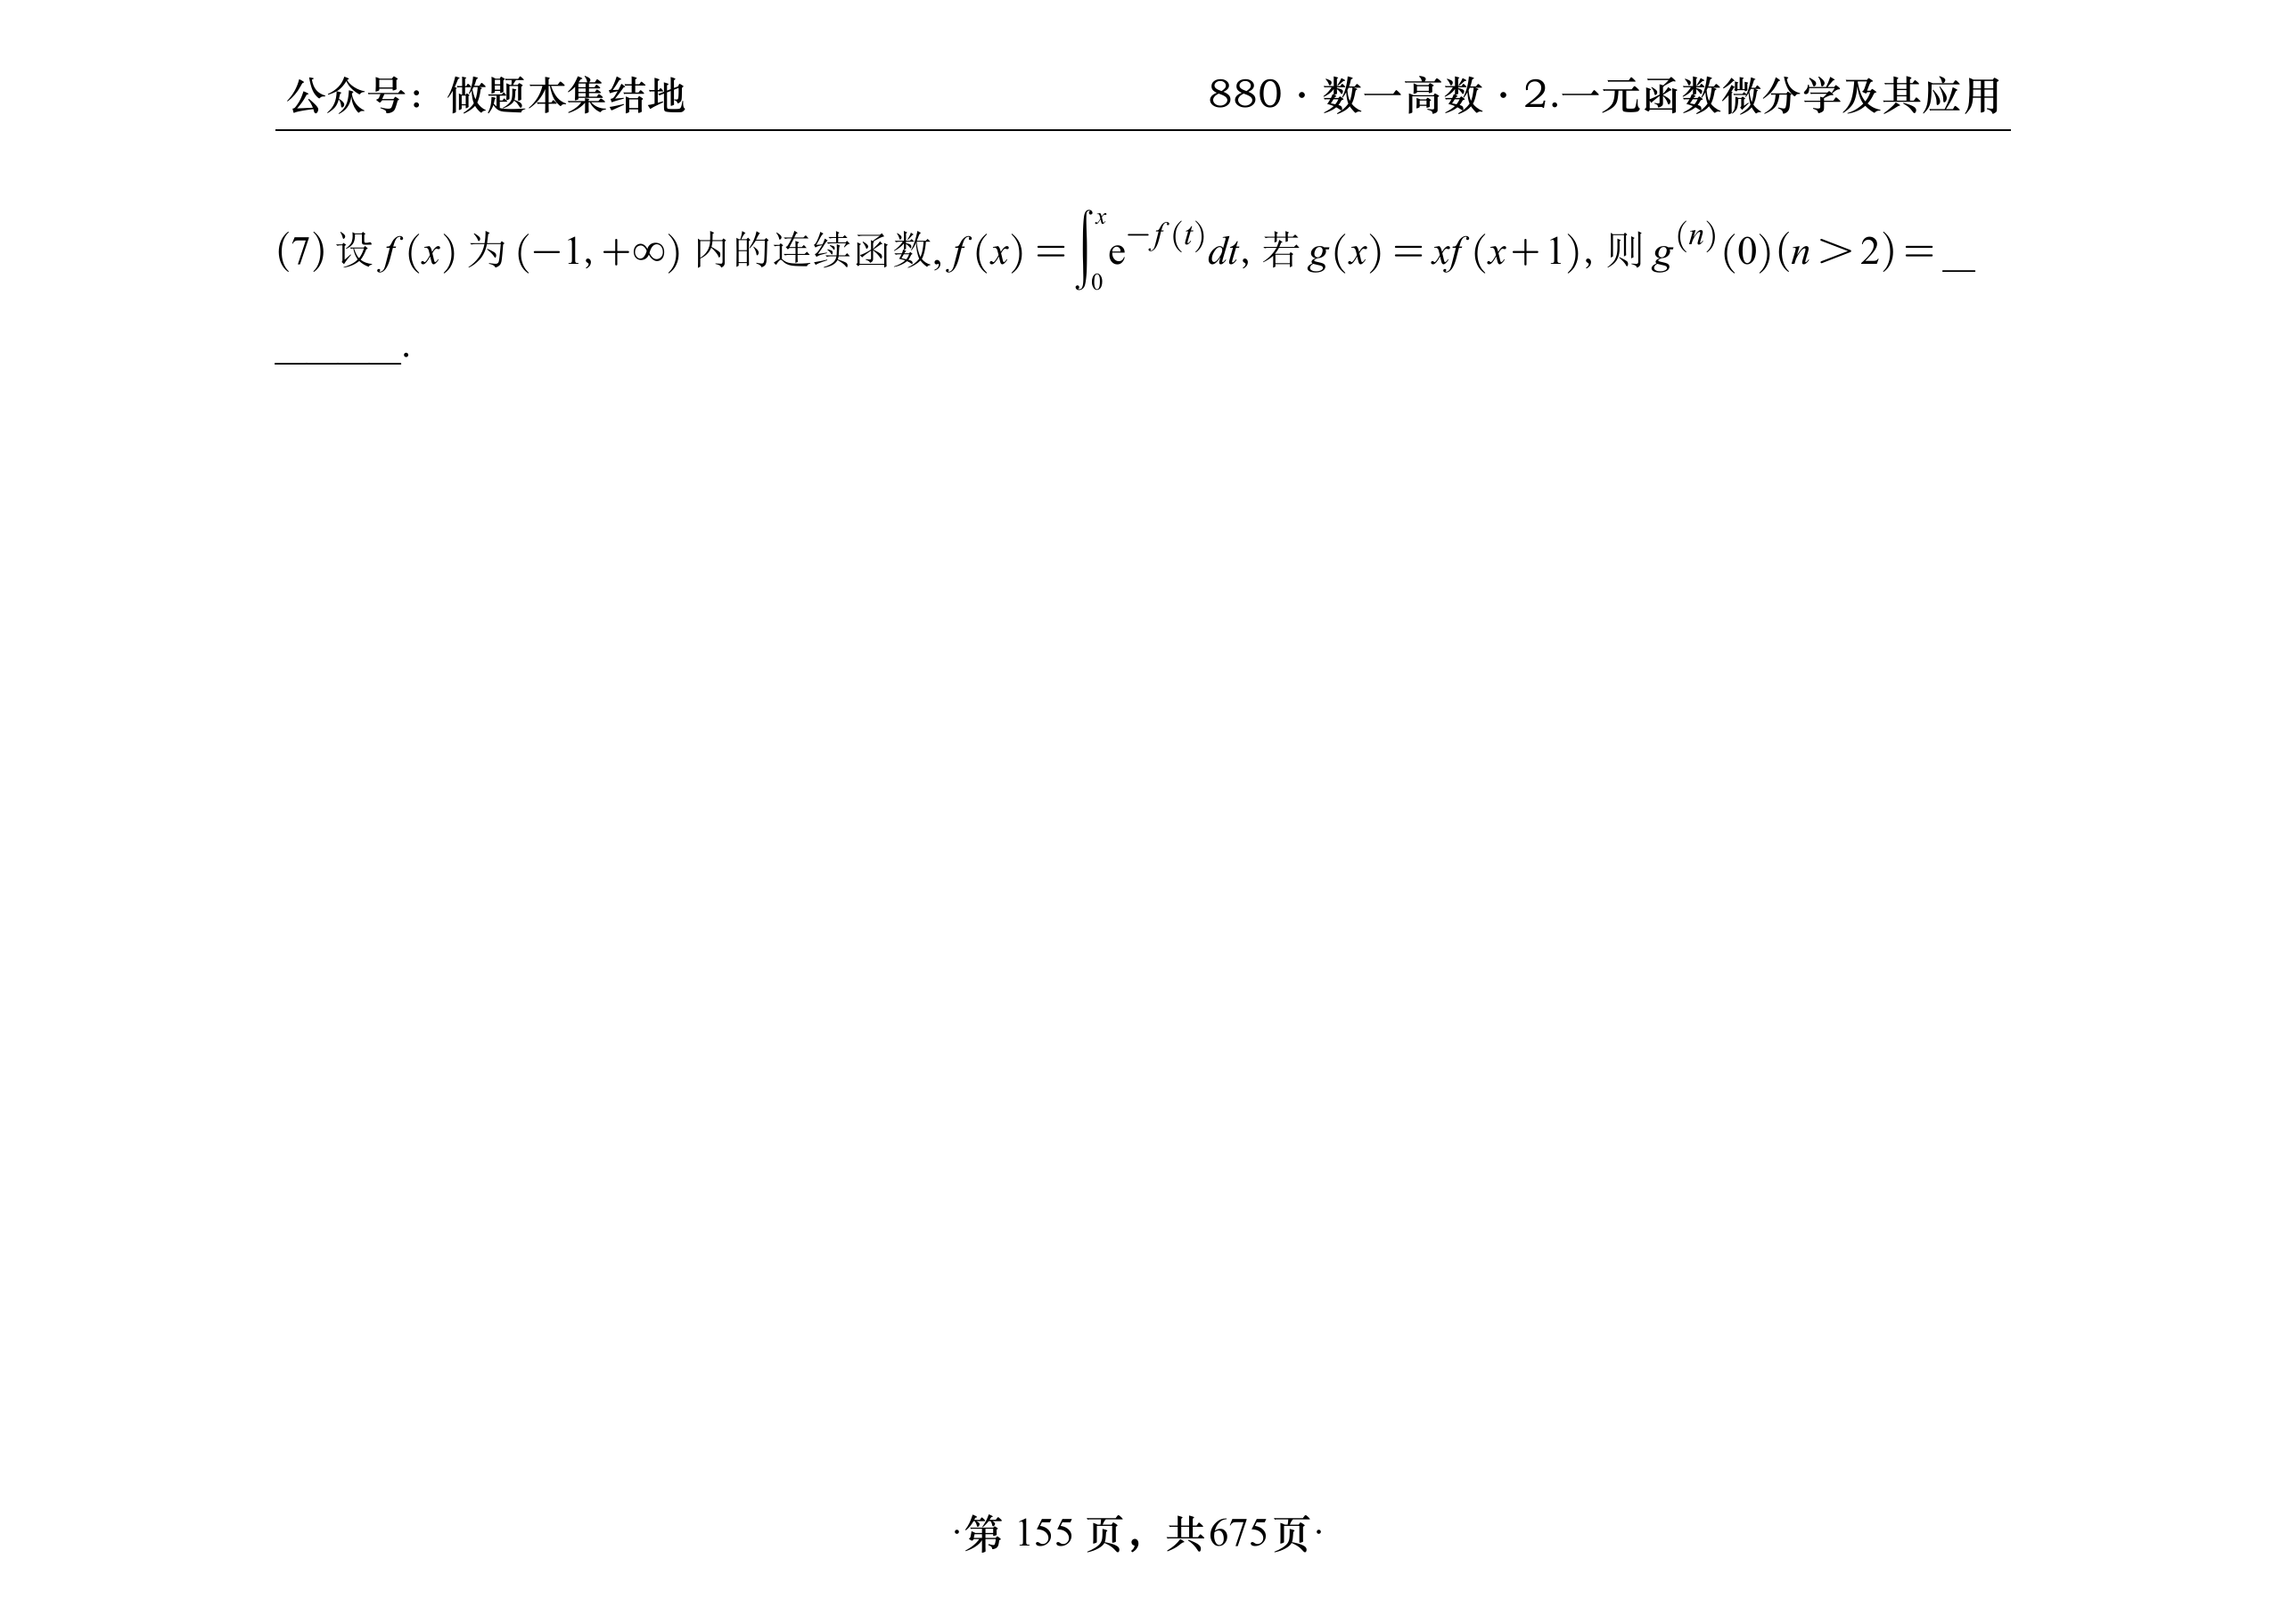 公众号：做题本集结地 880·数一高数·2.一元函数微分学及其应用
(7) 设 f(x) 为 (−1, +∞) 内的连续函数, f(x) = ∫₀ˣ e^{−f(t)}dt, 若 g(x) = xf(x+1), 则 g^{(n)}(0)(n>2) = __
________.
·第 155 页，共675页·